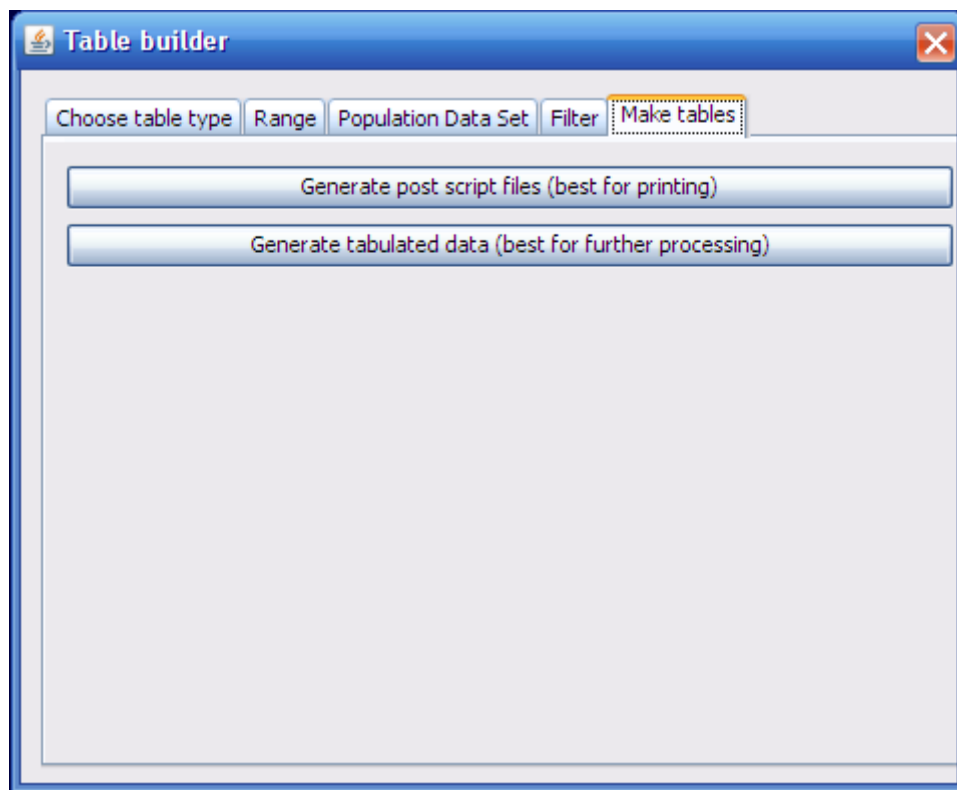 Table builder
Choose table type Range Population Data Set Filter Make tables
Generate post script files (best for printing)
Generate tabulated data (best for further processing)